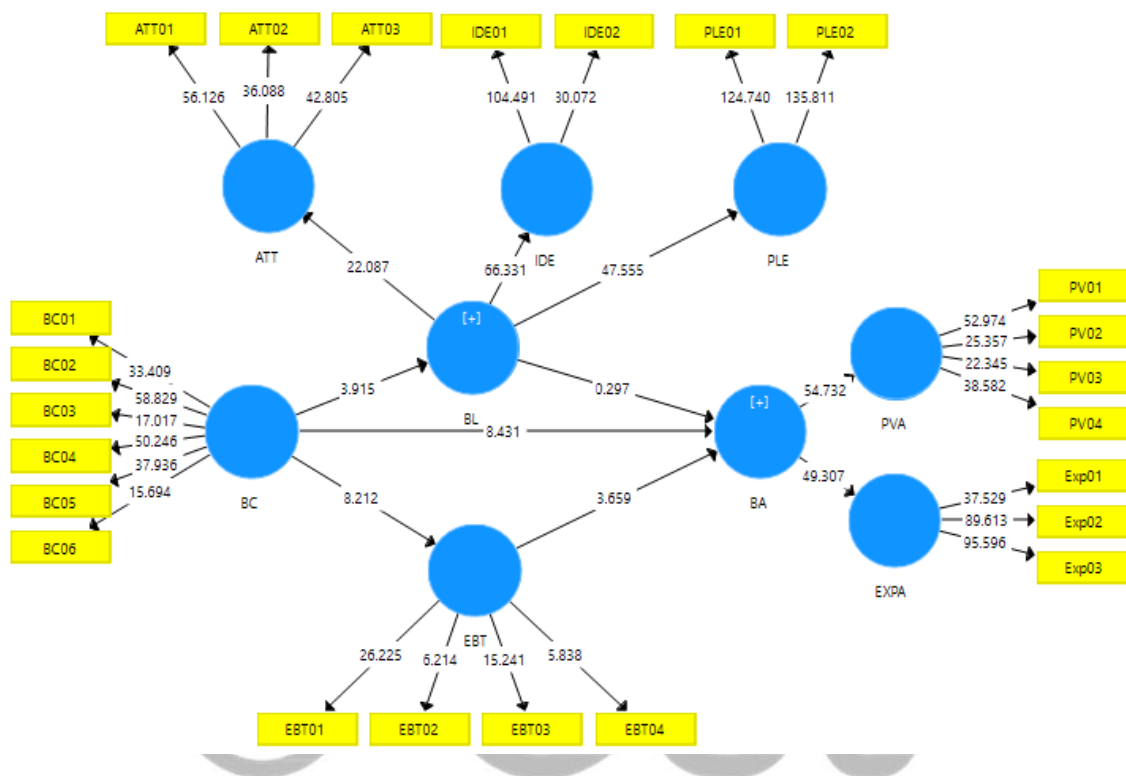 ATT01 ATT02 ATT03 IDE01 IDE02 PLE01 PLE02
56.126 36.088 42.805 104.491 30.072 124.740 135.811
ATT IDE PLE
22.087 66.331 47.555
[+]
BL
BC01
BC02
BC03
BC04
BC05
BC06
33.409
58.829
17.017
50.246
37.936
15.694
BC
3.915 0.297
8.431
8.212 3.659
[+]
BA
54.732
49.307
PVA
52.974
25.357
22.345
38.582
PV01
PV02
PV03
PV04
EXPA
37.529
89.613
95.596
Exp01
Exp02
Exp03
EBT
26.225 6.214 15.241 5.838
EBT01 EBT02 EBT03 EBT04